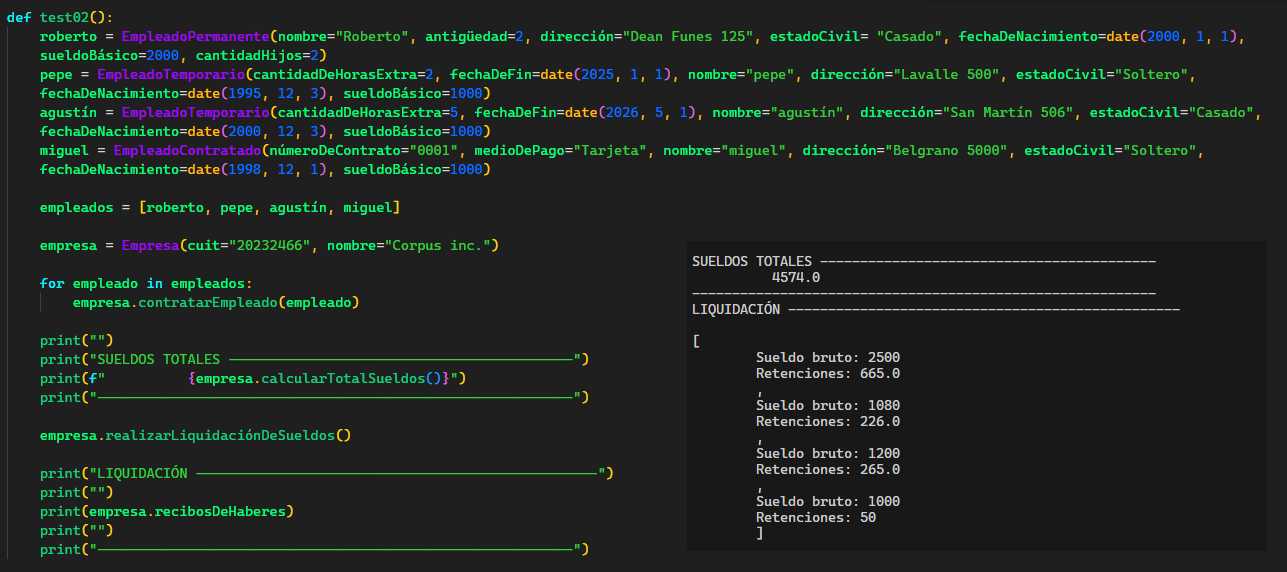 def test02():
    roberto = EmpleadoPermanente(nombre="Roberto", antigüedad=2, dirección="Dean Funes 125", estadoCivil= "Casado", fechaDeNacimiento=date(2000, 1, 1),
    sueldoBásico=2000, cantidadHijos=2)
    pepe = EmpleadoTemporario(cantidadDeHorasExtra=2, fechaDeFin=date(2025, 1, 1), nombre="pepe", dirección="Lavalle 500", estadoCivil="Soltero",
    fechaDeNacimiento=date(1995, 12, 3), sueldoBásico=1000)
    agustín = EmpleadoTemporario(cantidadDeHorasExtra=5, fechaDeFin=date(2026, 5, 1), nombre="agustín", dirección="San Martín 506", estadoCivil="Casado",
    fechaDeNacimiento=date(2000, 12, 3), sueldoBásico=1000)
    miguel = EmpleadoContratado(númeroDeContrato="0001", medioDePago="Tarjeta", nombre="miguel", dirección="Belgrano 5000", estadoCivil="Soltero",
    fechaDeNacimiento=date(1998, 12, 1), sueldoBásico=1000)

    empleados = [roberto, pepe, agustín, miguel]

    empresa = Empresa(cuit="20232466", nombre="Corpus inc.")

    for empleado in empleados:
        empresa.contratarEmpleado(empleado)

    print("")
    print("SUELDOS TOTALES ------------------------------------------")
    print(f"          {empresa.calcularTotalSueldos()}")
    print("----------------------------------------------------------")

    empresa.realizarLiquidaciónDeSueldos()

    print("LIQUIDACIÓN -------------------------------------------------")
    print("")
    print(empresa.recibosDeHaberes)
    print("")
    print("----------------------------------------------------------")

SUELDOS TOTALES ------------------------------------------
          4574.0
----------------------------------------------------------
LIQUIDACIÓN -------------------------------------------------

[
        Sueldo bruto: 2500
        Retenciones: 665.0
        ,
        Sueldo bruto: 1080
        Retenciones: 226.0
        ,
        Sueldo bruto: 1200
        Retenciones: 265.0
        ,
        Sueldo bruto: 1000
        Retenciones: 50
        ]